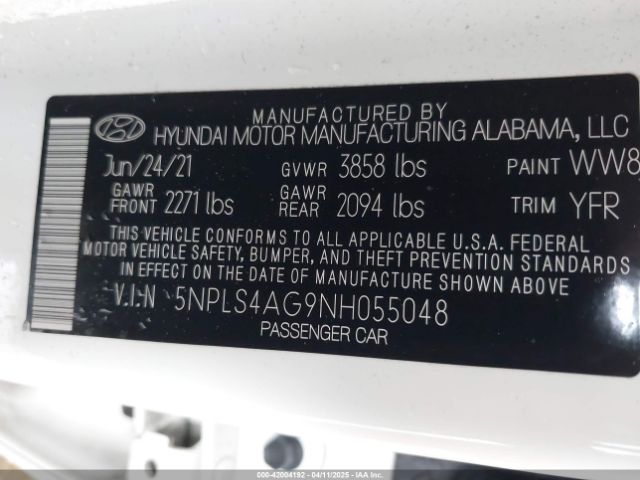 MANUFACTURED BY
HYUNDAI MOTOR MANUFACTURING ALABAMA, LLC
Jun/24/21 GVWR 3858 lbs PAINT WW8
GAWR FRONT 2271 lbs GAWR REAR 2094 lbs TRIM YFR
THIS VEHICLE CONFORMS TO ALL APPLICABLE U.S.A. FEDERAL
MOTOR VEHICLE SAFETY, BUMPER, AND THEFT PREVENTION STANDARDS
IN EFFECT ON THE DATE OF MANUFACTURE SHOWN ABOVE
V.I.N 5NPLS4AG9NH055048
PASSENGER CAR
000-42004192 - 04/11/2025 - IAAI.COM